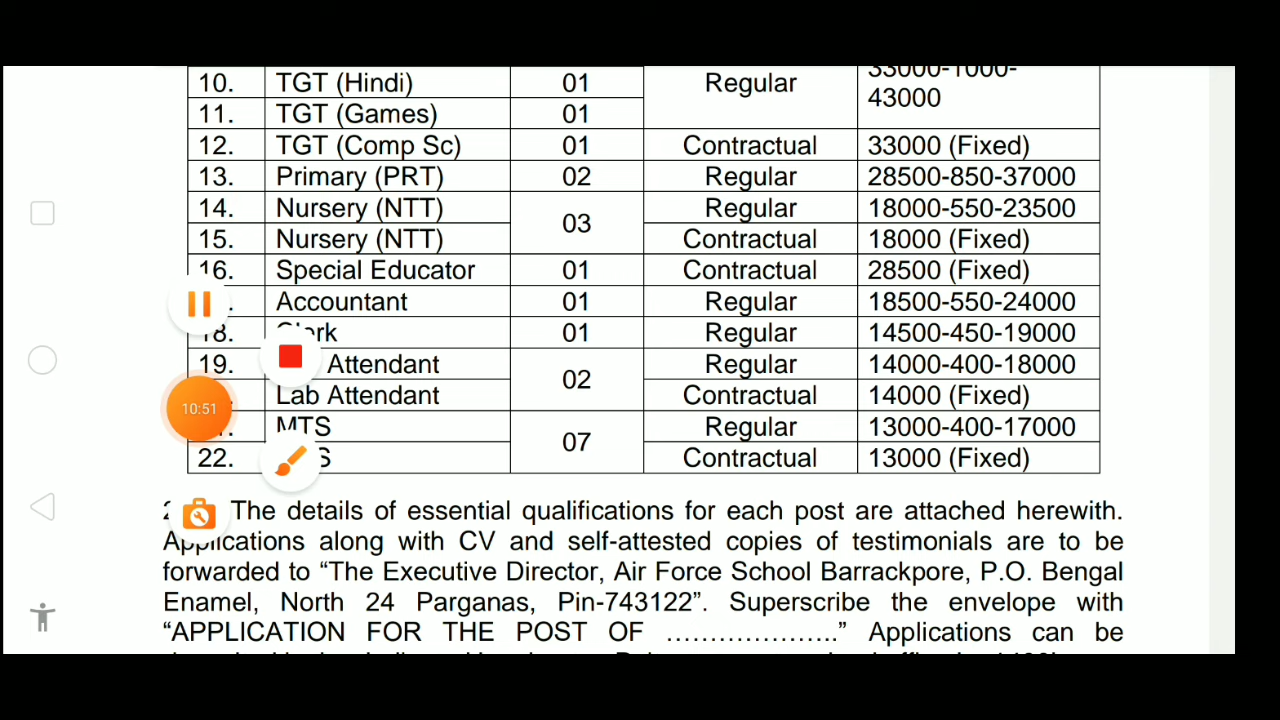 10. TGT (Hindi) 01 Regular 33000-1000-
43000
11. TGT (Games) 01
12. TGT (Comp Sc) 01 Contractual 33000 (Fixed)
13. Primary (PRT) 02 Regular 28500-850-37000
14. Nursery (NTT) 03 Regular 18000-550-23500
15. Nursery (NTT) Contractual 18000 (Fixed)
16. Special Educator 01 Contractual 28500 (Fixed)
Accountant 01 Regular 18500-550-24000
18. Clerk 01 Regular 14500-450-19000
19. Attendant 02 Regular 14000-400-18000
Lab Attendant Contractual 14000 (Fixed)
10:51
MTS 07 Regular 13000-400-17000
22. Contractual 13000 (Fixed)
The details of essential qualifications for each post are attached herewith.
Applications along with CV and self-attested copies of testimonials are to be
forwarded to “The Executive Director, Air Force School Barrackpore, P.O. Bengal
Enamel, North 24 Parganas, Pin-743122”. Superscribe the envelope with
“APPLICATION FOR THE POST OF ………………..” Applications can be